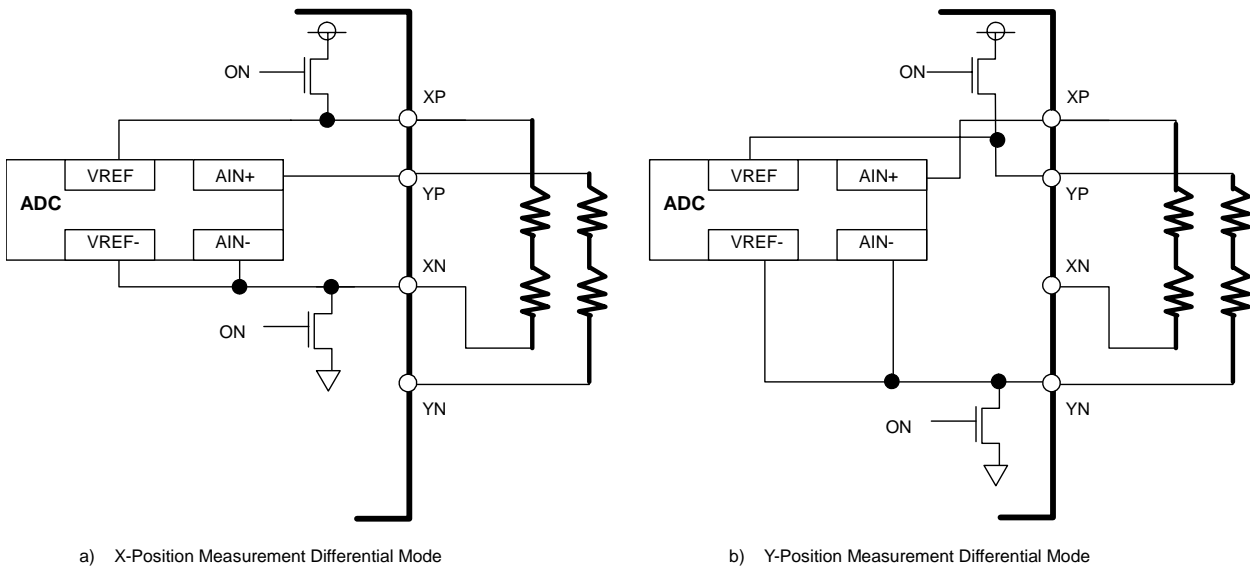 ON
XP
VREF
AIN+
ADC
YP
VREF-
AIN-
XN
ON
YN
a) X-Position Measurement Differential Mode
ON
XP
VREF
AIN+
ADC
YP
VREF-
AIN-
XN
ON
YN
b) Y-Position Measurement Differential Mode